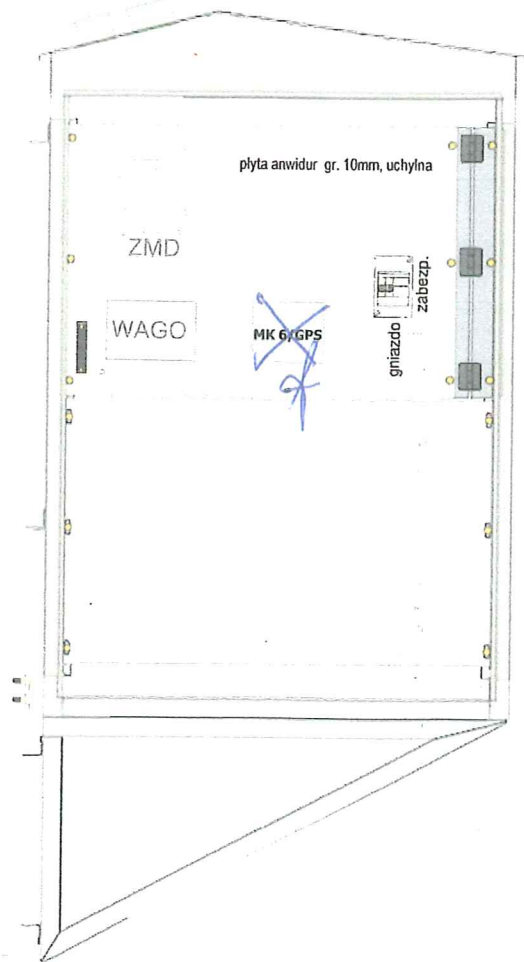 płyta anwidur gr. 10mm, uchylna
ZMD
WAGO
MK 6/GPS
gniazdo
zabezp.